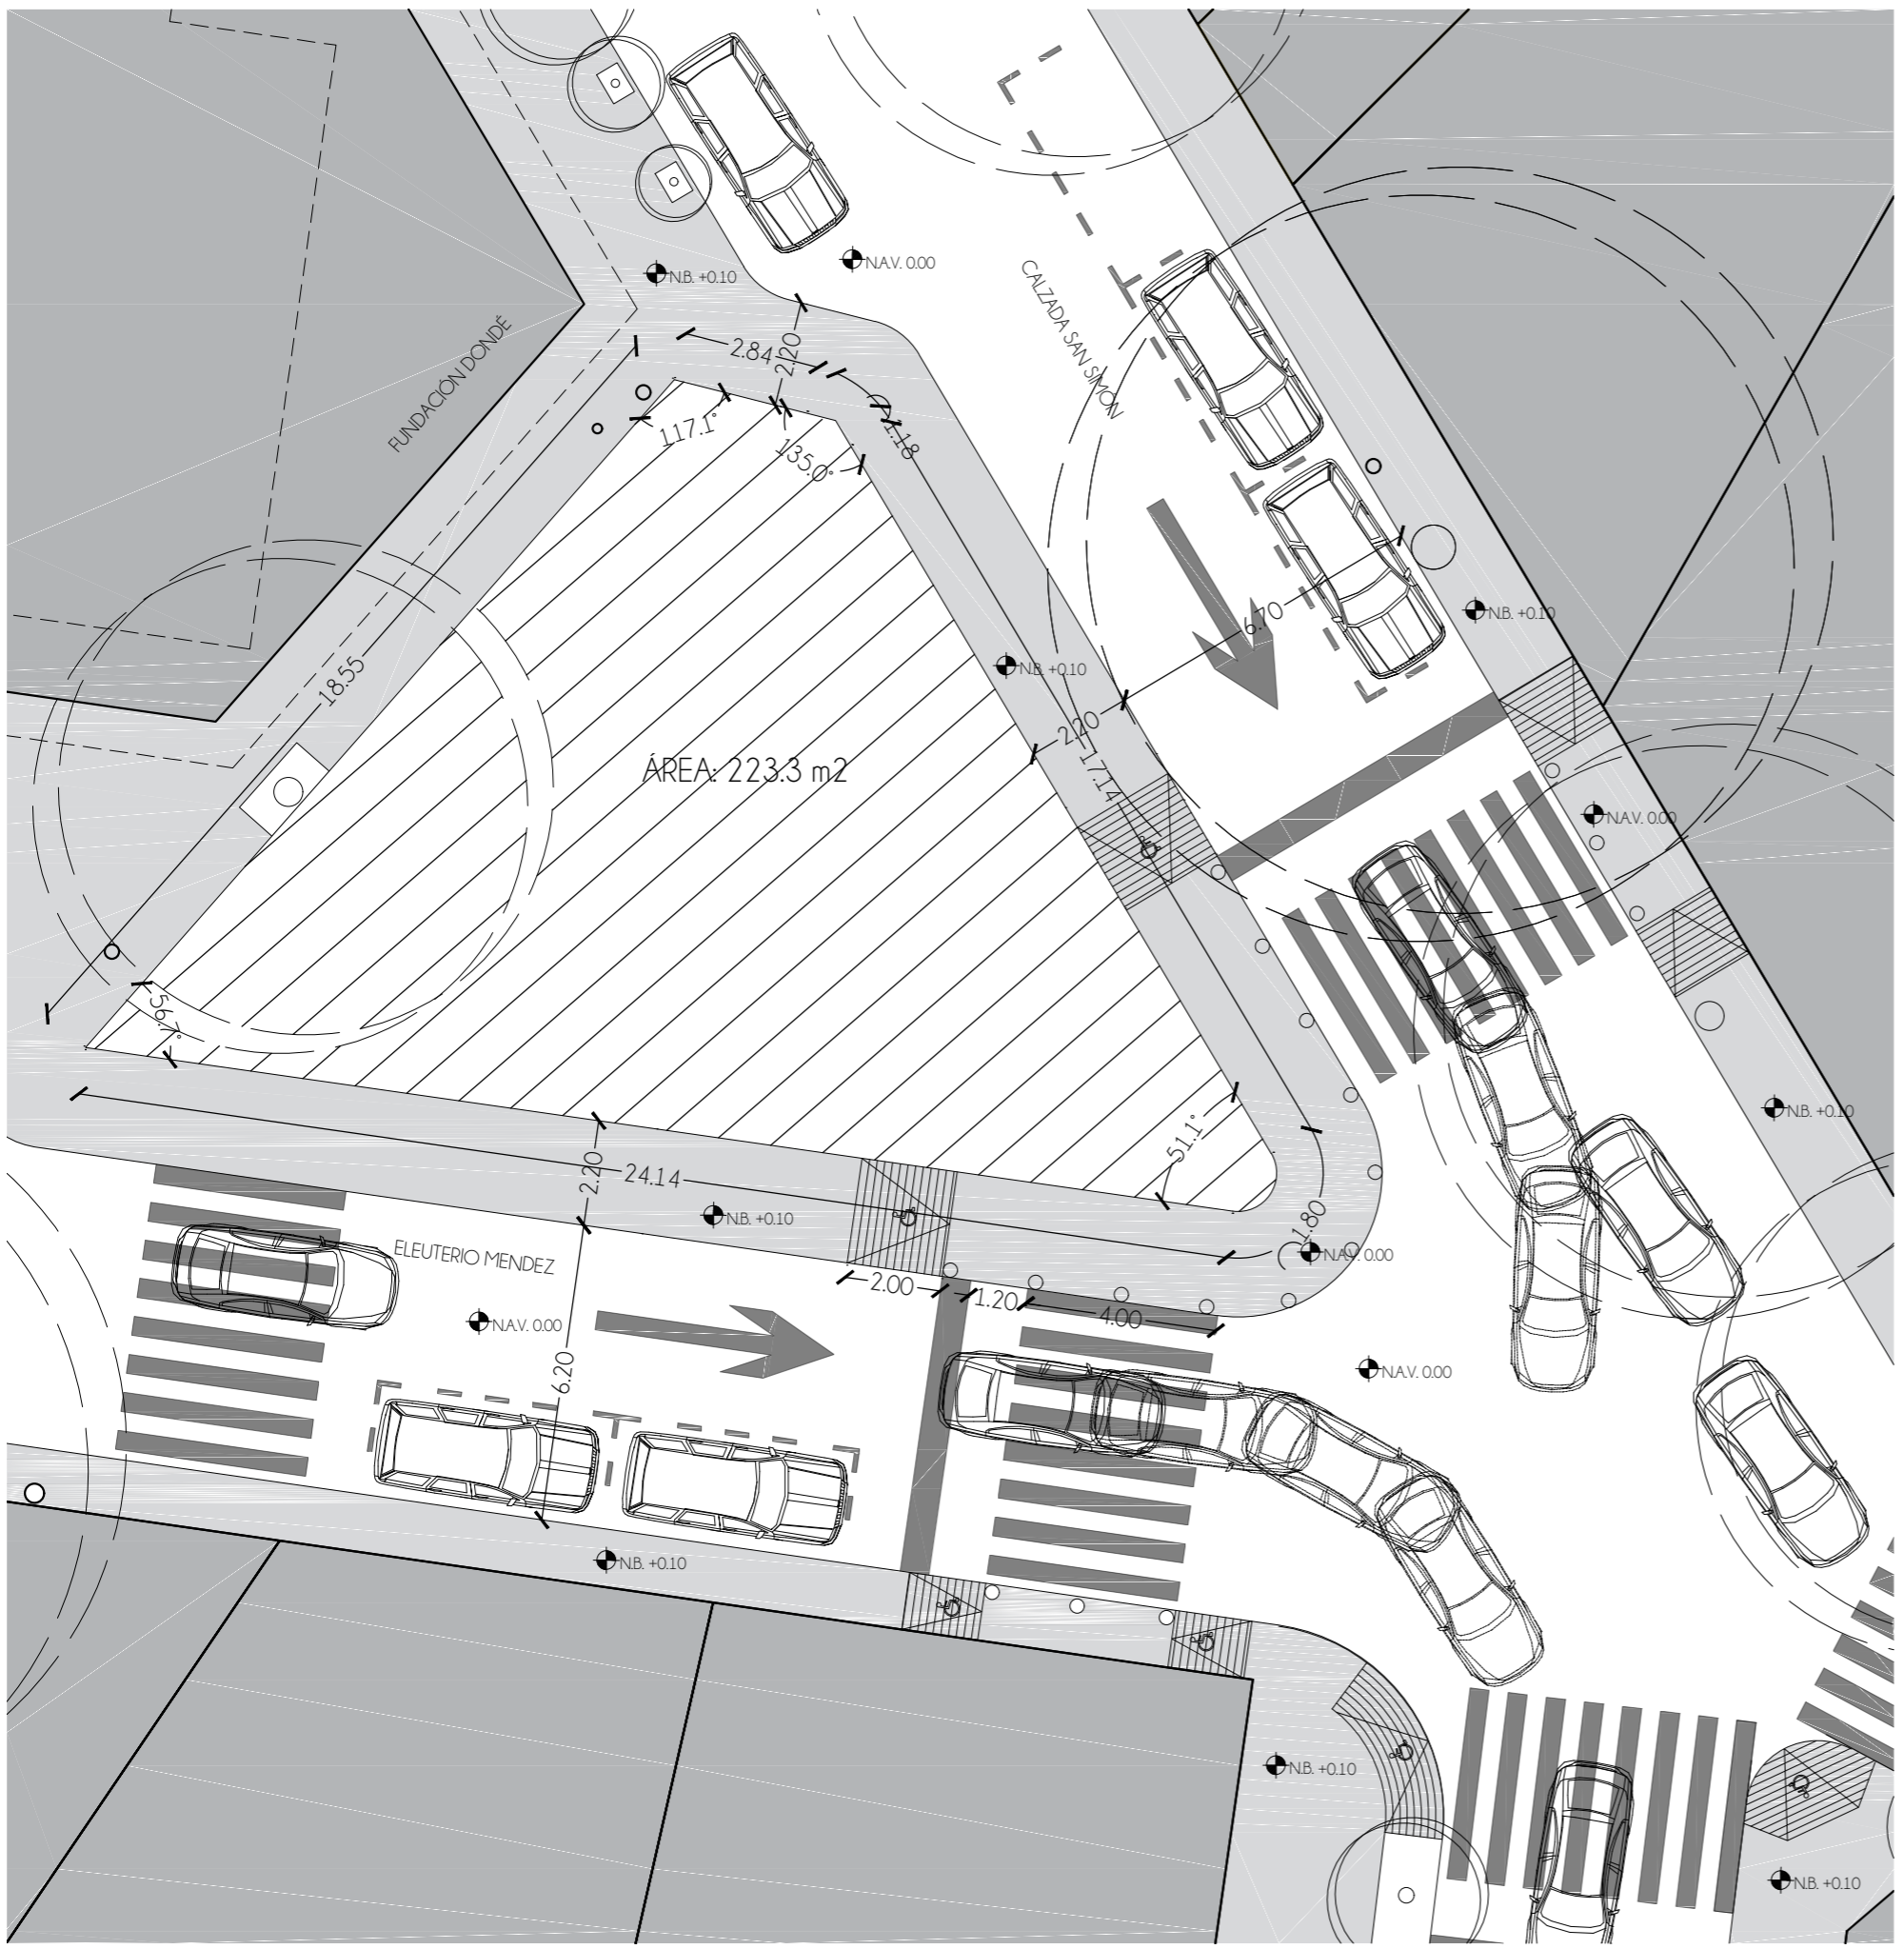 N.A.V. 0.00
N.B. +0.10
CALZADA SAN SIMÓN
FUNDACIÓN DONDÉ
2.84
2.20
1.18
117.1°
135.0°
6.70
N.B. +0.10
N.B. +0.10
18.55
2.20
17.14
ÁREA: 223.3 m2
N.A.V. 0.00
56.7°
N.B. +0.10
51.1°
2.20
24.14
N.B. +0.10
1.80
N.A.V. 0.00
ELEUTERIO MENDEZ
2.00
1.20
4.00
N.A.V. 0.00
6.20
N.A.V. 0.00
N.B. +0.10
N.B. +0.10
N.B. +0.10